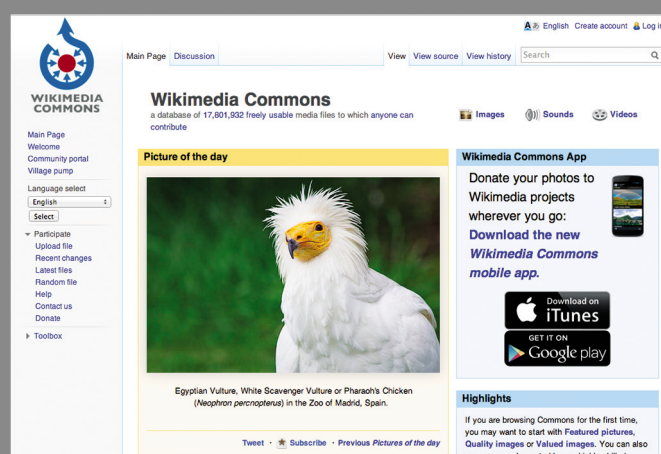 English Create account Log in
Main Page Discussion View View source View history Search
WIKIMEDIA
COMMONS
Main Page
Welcome
Community portal
Village pump
Language select
English
Select
Participate
Upload file
Recent changes
Latest files
Random file
Help
Contact us
Donate
Toolbox
Wikimedia Commons
a database of 17,801,932 freely usable media files to which anyone can
contribute
Images Sounds Videos
Picture of the day
Egyptian Vulture, White Scavenger Vulture or Pharaoh's Chicken
(Neophron percnopterus) in the Zoo of Madrid, Spain.
Tweet · Subscribe · Previous Pictures of the day
Wikimedia Commons App
Donate your photos to
Wikimedia projects
wherever you go:
Download the new
Wikimedia Commons
mobile app.
Download on
iTunes
GET IT ON
Google play
Highlights
If you are browsing Commons for the first time,
you may want to start with Featured pictures,
Quality images or Valued images. You can also